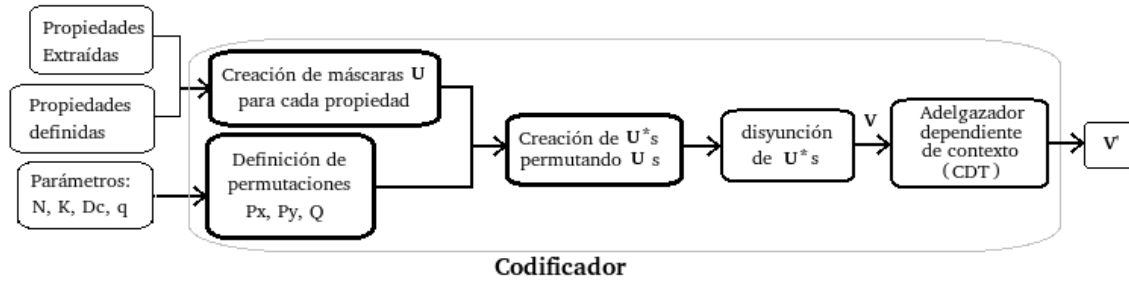 Propiedades
Extraídas
Propiedades
definidas
Parámetros:
N, K, Dc, q
Creación de máscaras U
para cada propiedad
Definición de
permutaciones
Px, Py, Q
Creación de U*s
permutando U s
disyunción
de U*s
V
Adelgazador
dependiente
de contexto
(CDT)
V'
Codificador